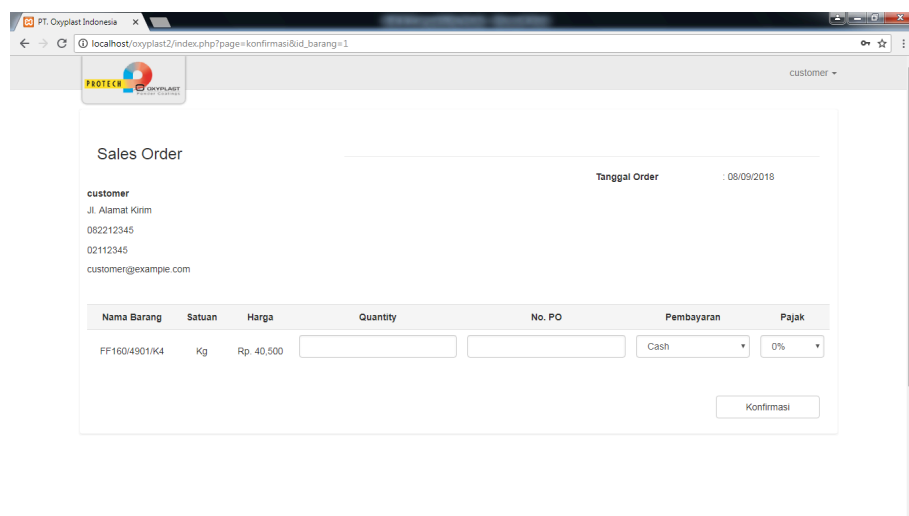 PT. Oxyplast Indonesia
localhost/oxyplast2/index.php?page=konfirmasi&id_barang=1
customer
PROTECH
OXYPLAST
Powder Coatings
Sales Order
Tanggal Order : 08/09/2018
customer
Jl. Alamat Kirim
082212345
02112345
customer@example.com
Nama Barang Satuan Harga Quantity No. PO Pembayaran Pajak
FF160/4901/K4 Kg Rp. 40,500 Cash 0%
Konfirmasi